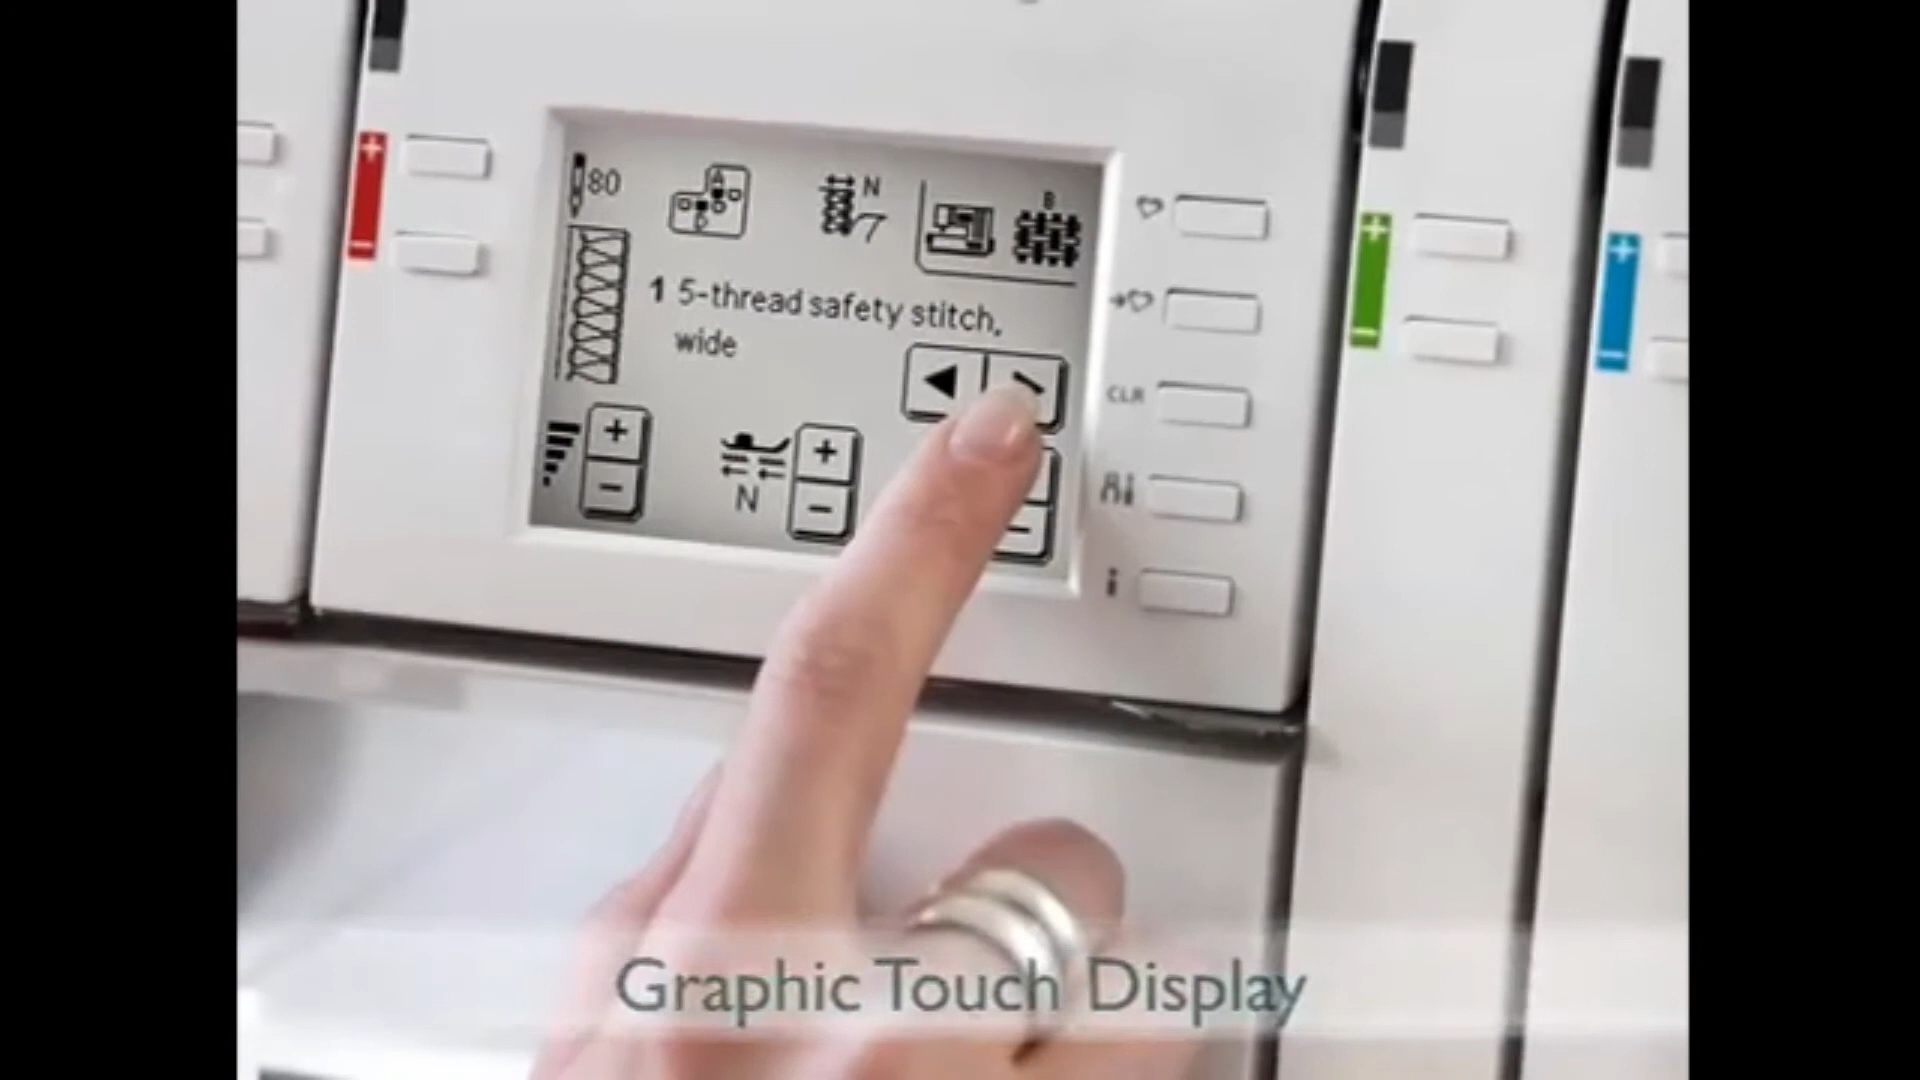 80
A
N
B
1 5-thread safety stitch,
wide
+
−
N
+
−
−
CLR
i
+
−
+
−
+
−
Graphic Touch Display